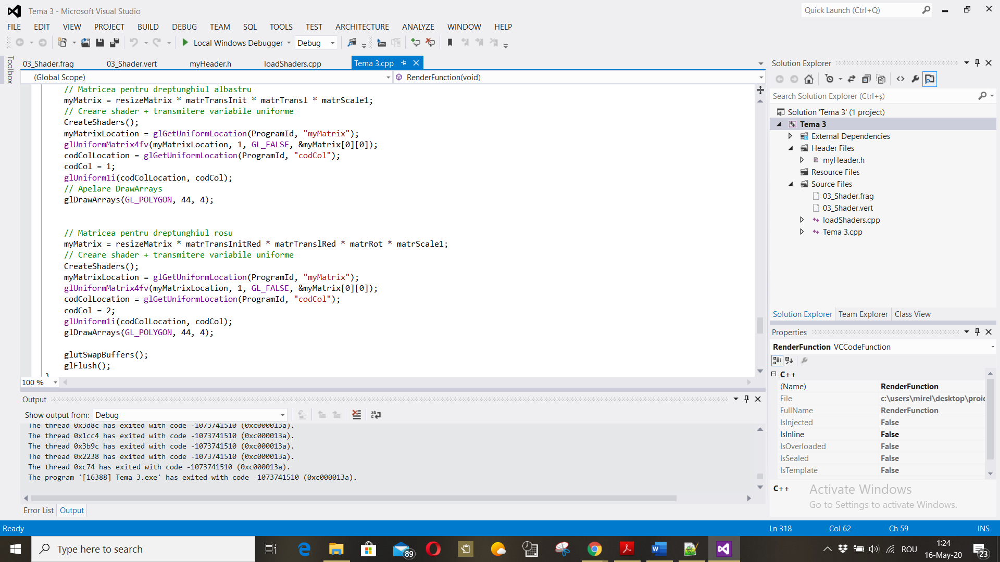 Tema 3 - Microsoft Visual Studio
Quick Launch (Ctrl+Q)
FILE EDIT VIEW PROJECT BUILD DEBUG TEAM SQL TOOLS TEST ARCHITECTURE ANALYZE WINDOW HELP
Local Windows Debugger Debug
Toolbox
03_Shader.frag 03_Shader.vert myHeader.h loadShaders.cpp Tema 3.cpp
(Global Scope) RenderFunction(void)
// Matricea pentru dreptunghiul albastru
myMatrix = resizeMatrix * matrTransInit * matrTransl * matrScale1;
// Creare shader + transmitere variabile uniforme
CreateShaders();
myMatrixLocation = glGetUniformLocation(ProgramId, "myMatrix");
glUniformMatrix4fv(myMatrixLocation, 1, GL_FALSE, &myMatrix[0][0]);
codColLocation = glGetUniformLocation(ProgramId, "codCol");
codCol = 1;
glUniform1i(codColLocation, codCol);
// Apelare DrawArrays
glDrawArrays(GL_POLYGON, 44, 4);
// Matricea pentru dreptunghiul rosu
myMatrix = resizeMatrix * matrTransInitRed * matrTranslRed * matrRot * matrScale1;
// Creare shader + transmitere variabile uniforme
CreateShaders();
myMatrixLocation = glGetUniformLocation(ProgramId, "myMatrix");
glUniformMatrix4fv(myMatrixLocation, 1, GL_FALSE, &myMatrix[0][0]);
codColLocation = glGetUniformLocation(ProgramId, "codCol");
codCol = 2;
glUniform1i(codColLocation, codCol);
glDrawArrays(GL_POLYGON, 44, 4);
glutSwapBuffers();
glFlush();
}
100 %
Output
Show output from: Debug
The thread 0x3d8c has exited with code -1073741510 (0xc000013a).
The thread 0x1cc4 has exited with code -1073741510 (0xc000013a).
The thread 0x3b9c has exited with code -1073741510 (0xc000013a).
The thread 0x2238 has exited with code -1073741510 (0xc000013a).
The thread 0xc74 has exited with code -1073741510 (0xc000013a).
The program '[16388] Tema 3.exe' has exited with code -1073741510 (0xc000013a).
Error List Output
Solution Explorer
Search Solution Explorer (Ctrl+ș)
Solution 'Tema 3' (1 project)
Tema 3
External Dependencies
Header Files
myHeader.h
Resource Files
Source Files
03_Shader.frag
03_Shader.vert
loadShaders.cpp
Tema 3.cpp
Solution Explorer Team Explorer Class View
Properties
RenderFunction VCCodeFunction
C++
(Name) RenderFunction
File c:\users\mirel\desktop\proie
FullName RenderFunction
IsInjected False
IsInline False
IsOverloaded False
IsSealed False
IsTemplate False
C++
Activate Windows
Go to Settings to activate Windows.
Ready Ln 318 Col 62 Ch 59 INS
Type here to search
89
ROU
1:24
16-May-20
23